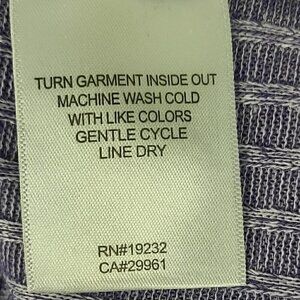 TURN GARMENT INSIDE OUT
MACHINE WASH COLD
WITH LIKE COLORS
GENTLE CYCLE
LINE DRY
RN#19232
CA#29961